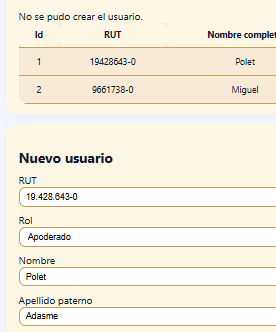 No se pudo crear el usuario.
Id RUT Nombre complet
1 19428643-0 Polet
2 9661738-0 Miguel
Nuevo usuario
RUT
19.428.643-0
Rol
Apoderado
Nombre
Polet
Apellido paterno
Adasme